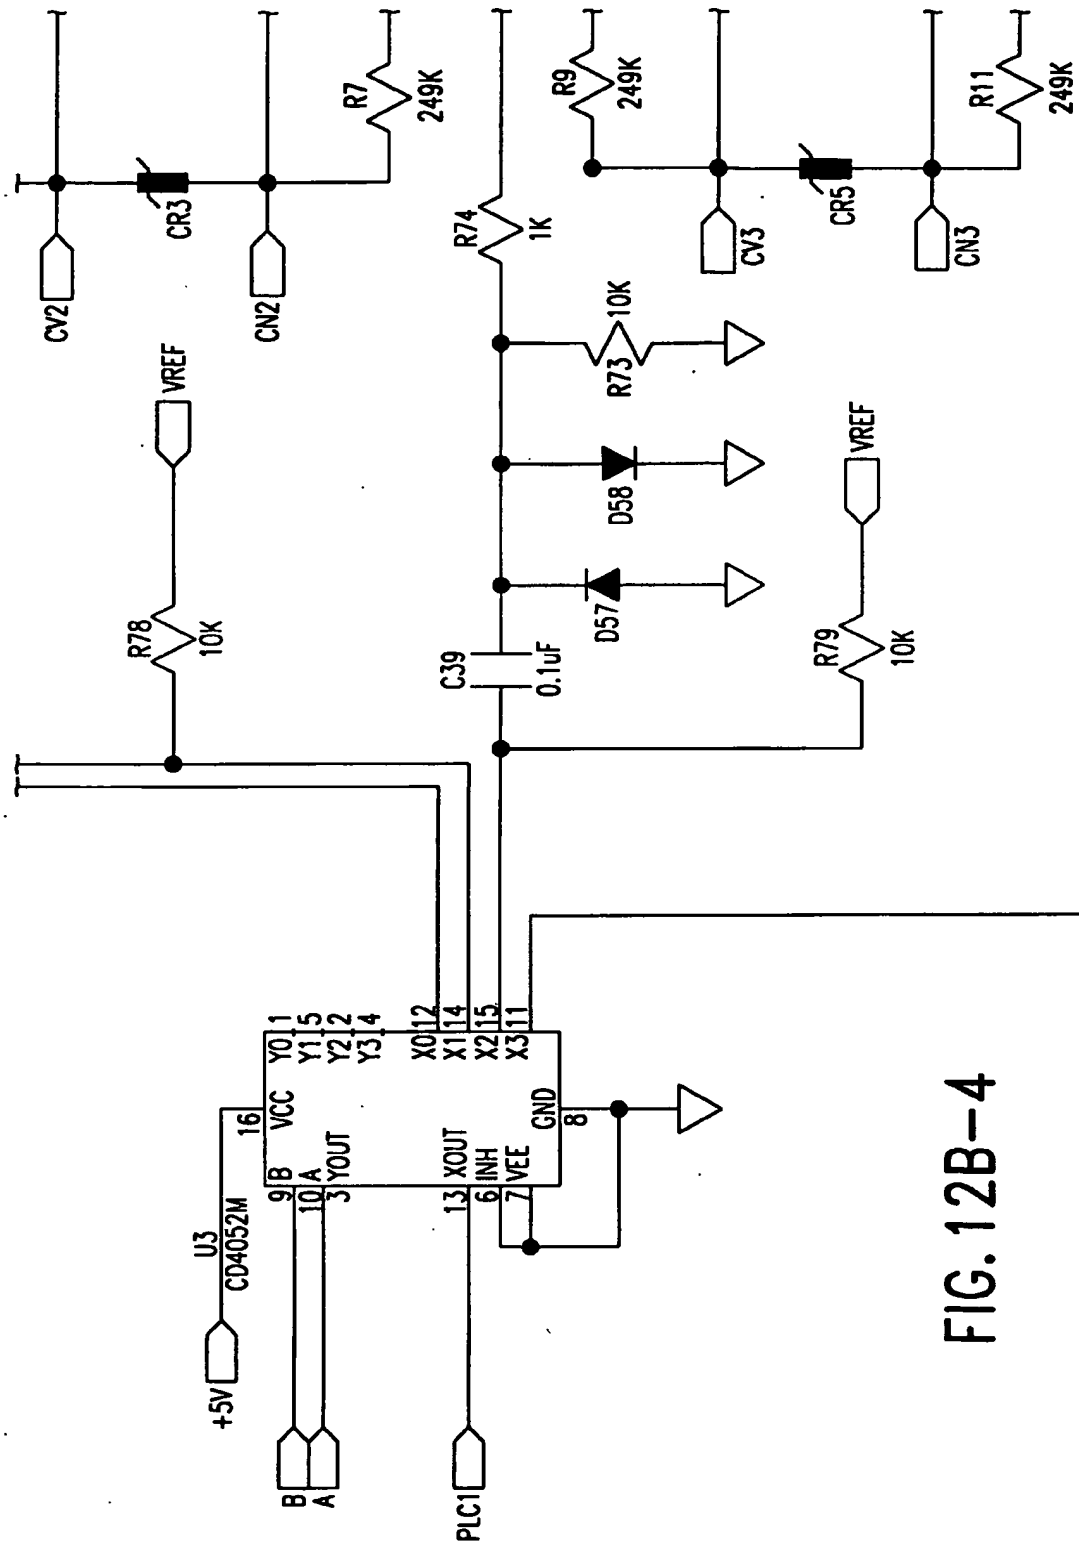 CV2
CR3
CN2
R7
249K
VREF
R78
10K
R74
1K
R9
249K
CV3
CR5
CN3
R11
249K
10K
R73
D58
D57
C39
0.1uF
VREF
R79
10K
+5V
U3
CD4052M
16
VCC
B
A
9
B
10
A
3
YOUT
PLC1
13
XOUT
6
INH
7
VEE
GND
8
Y0 1
Y1 5
Y2 2
Y3 4
X0 12
X1 14
X2 15
X3 11
FIG. 12B-4